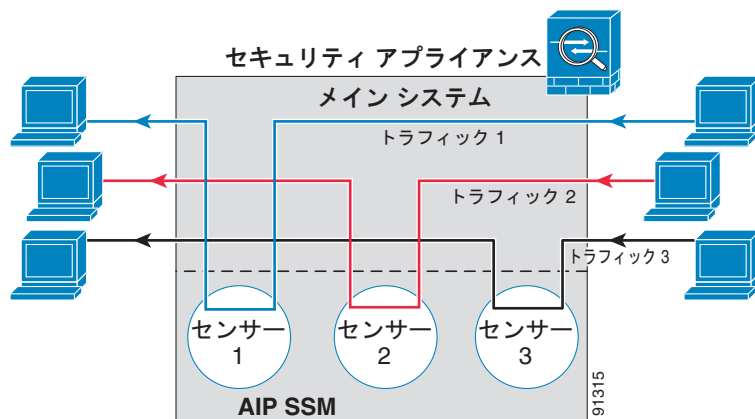 セキュリティ アプライアンス
メイン システム
トラフィック 1
トラフィック 2
トラフィック 3
センサー
1
センサー
2
センサー
3
AIP SSM
91315